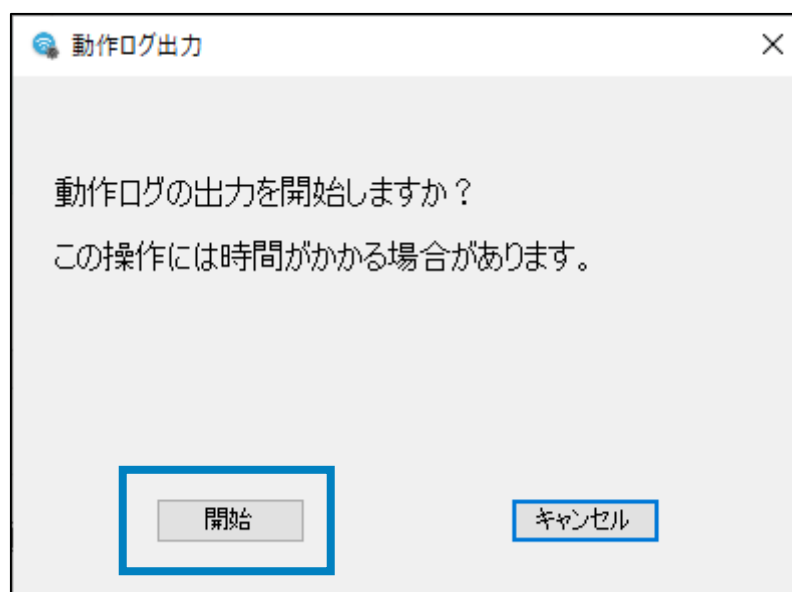 動作ログ出力
動作ログの出力を開始しますか？
この操作には時間がかかる場合があります。
開始
キャンセル